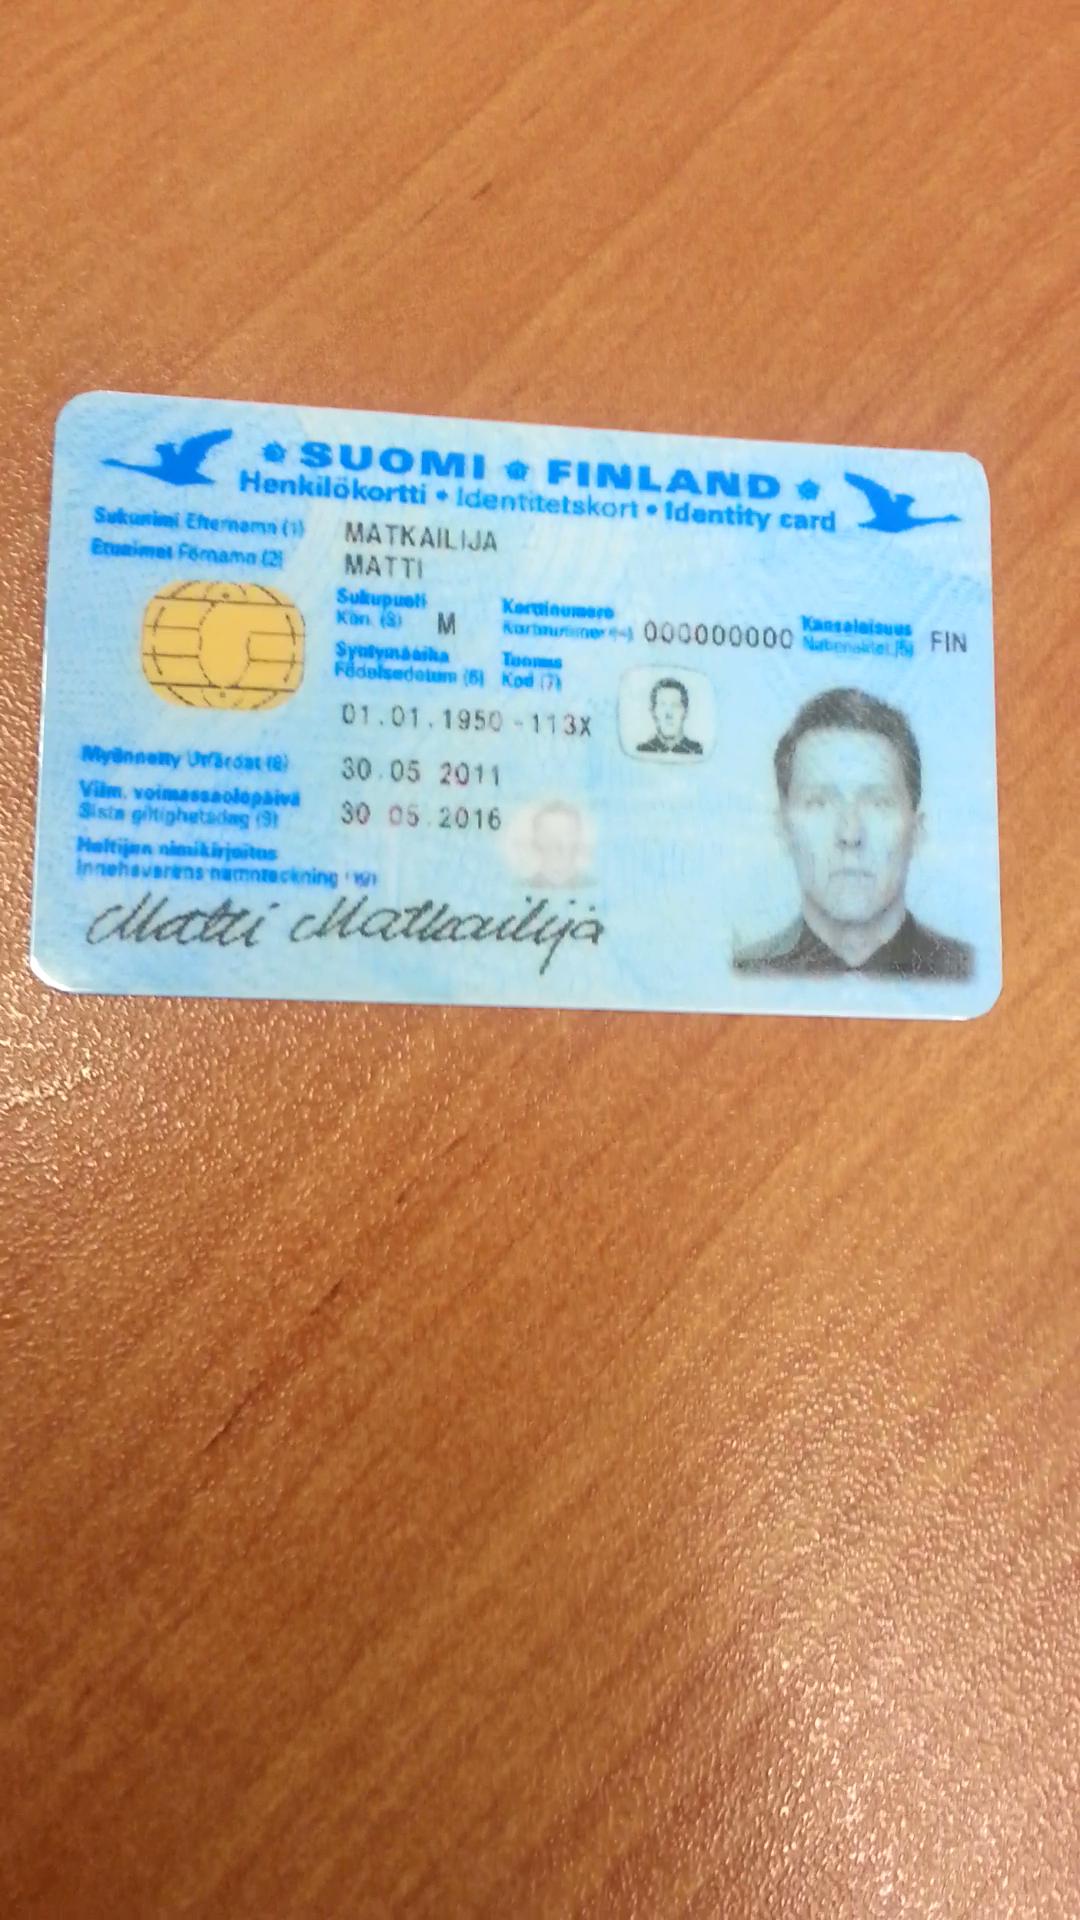 SUOMI FINLAND
Henkilökortti • Identitetskort • Identity card
Sukunimi Efternamn (1) MATKAILIJA
Etunimet Förnamn (2) MATTI
Sukupuoli Korttinumero Kansalaisuus
Kön (3) M Kortnummer (4) 000000000 Nationalitet (5) FIN
Syntymäaika Tunnus
Födelsedatum (6) Kod (7)
01.01.1950 -113X
Myönnetty Utfärdat (8) 30.05.2011
Viim. voimassaolopäivä
Sista giltighetsdag (9) 30.05.2016
Haltijan nimikirjoitus
Innehavarens namnteckning (10)
Matti Matkailija